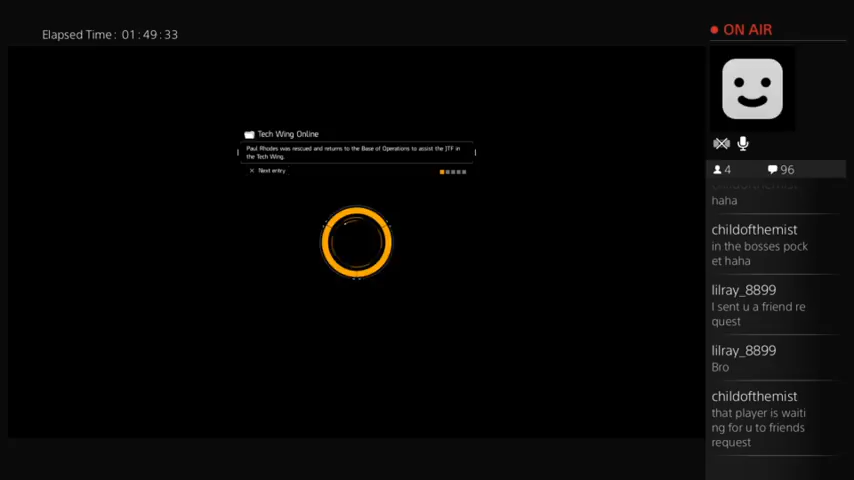 Elapsed Time: 01:49:33
ON AIR
Tech Wing Online
Paul Rhodes was rescued and returns to the Base of Operations to assist the JTF in
the Tech Wing.
Next entry
4
96
haha
childofthemist
in the bosses pock
et haha
lilray_8899
I sent u a friend re
quest
lilray_8899
Bro
childofthemist
that player is waiti
ng for u to friends
request